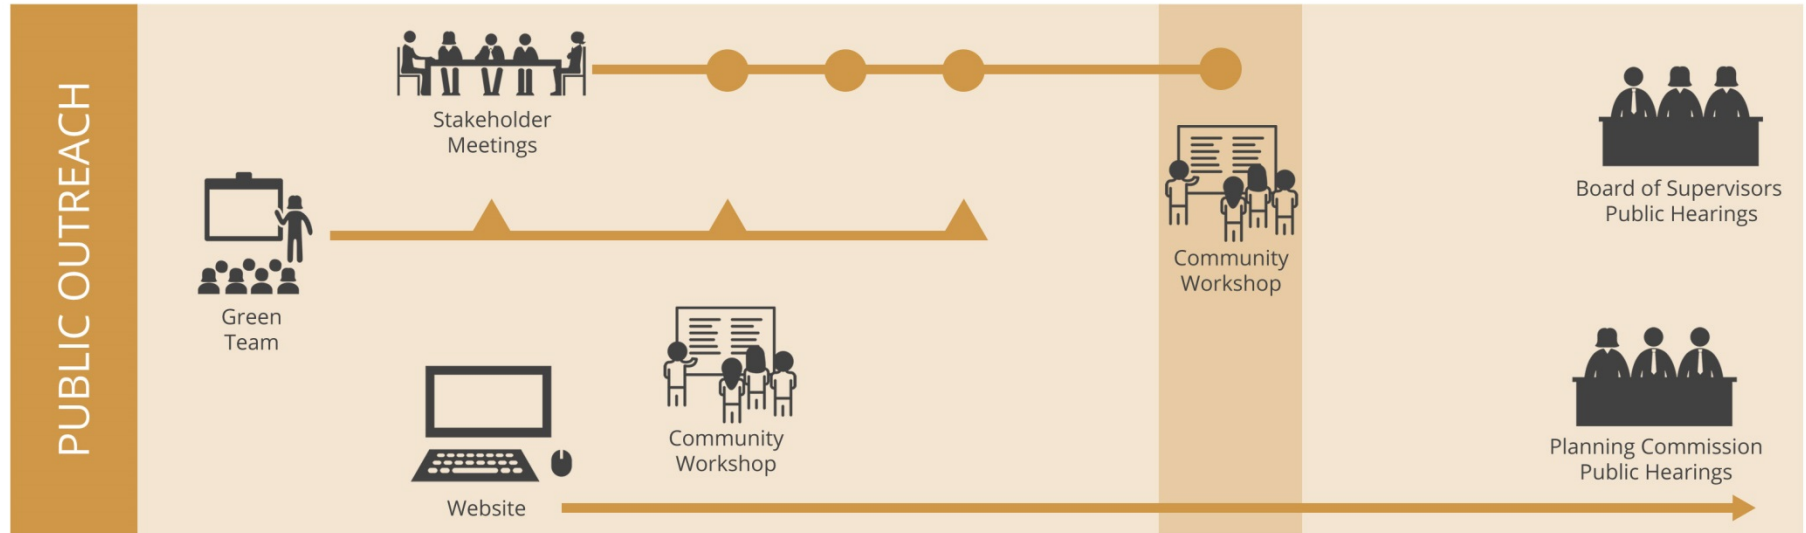 PUBLIC OUTREACH
Stakeholder
Meetings
Green
Team
Website
Community
Workshop
Community
Workshop
Board of Supervisors
Public Hearings
Planning Commission
Public Hearings